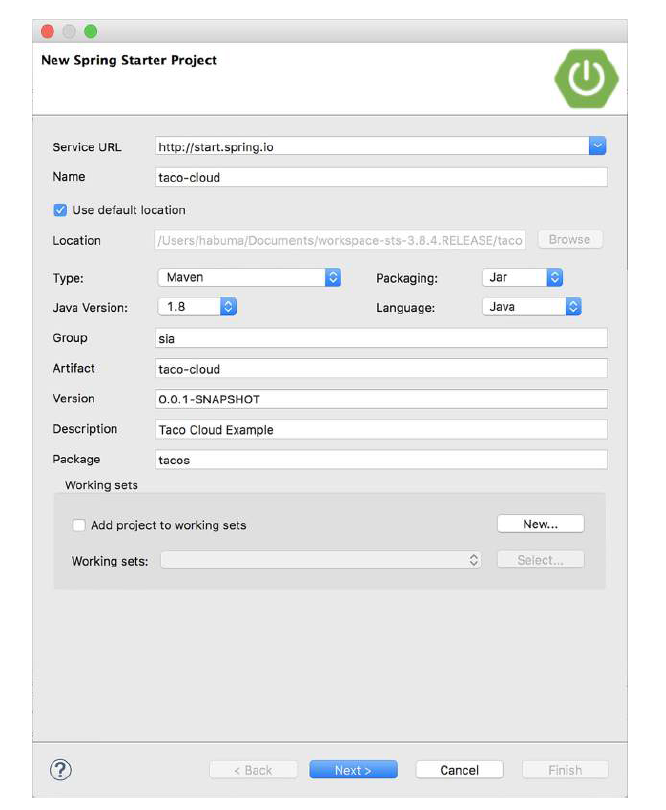 New Spring Starter Project
Service URL http://start.spring.io
Name taco-cloud
Use default location
Location /Users/habuma/Documents/workspace-sts-3.8.4.RELEASE/taco Browse
Type: Maven Packaging: Jar
Java Version: 1.8 Language: Java
Group sia
Artifact taco-cloud
Version 0.0.1-SNAPSHOT
Description Taco Cloud Example
Package tacos
Working sets
Add project to working sets New...
Working sets: Select...
? < Back Next > Cancel Finish